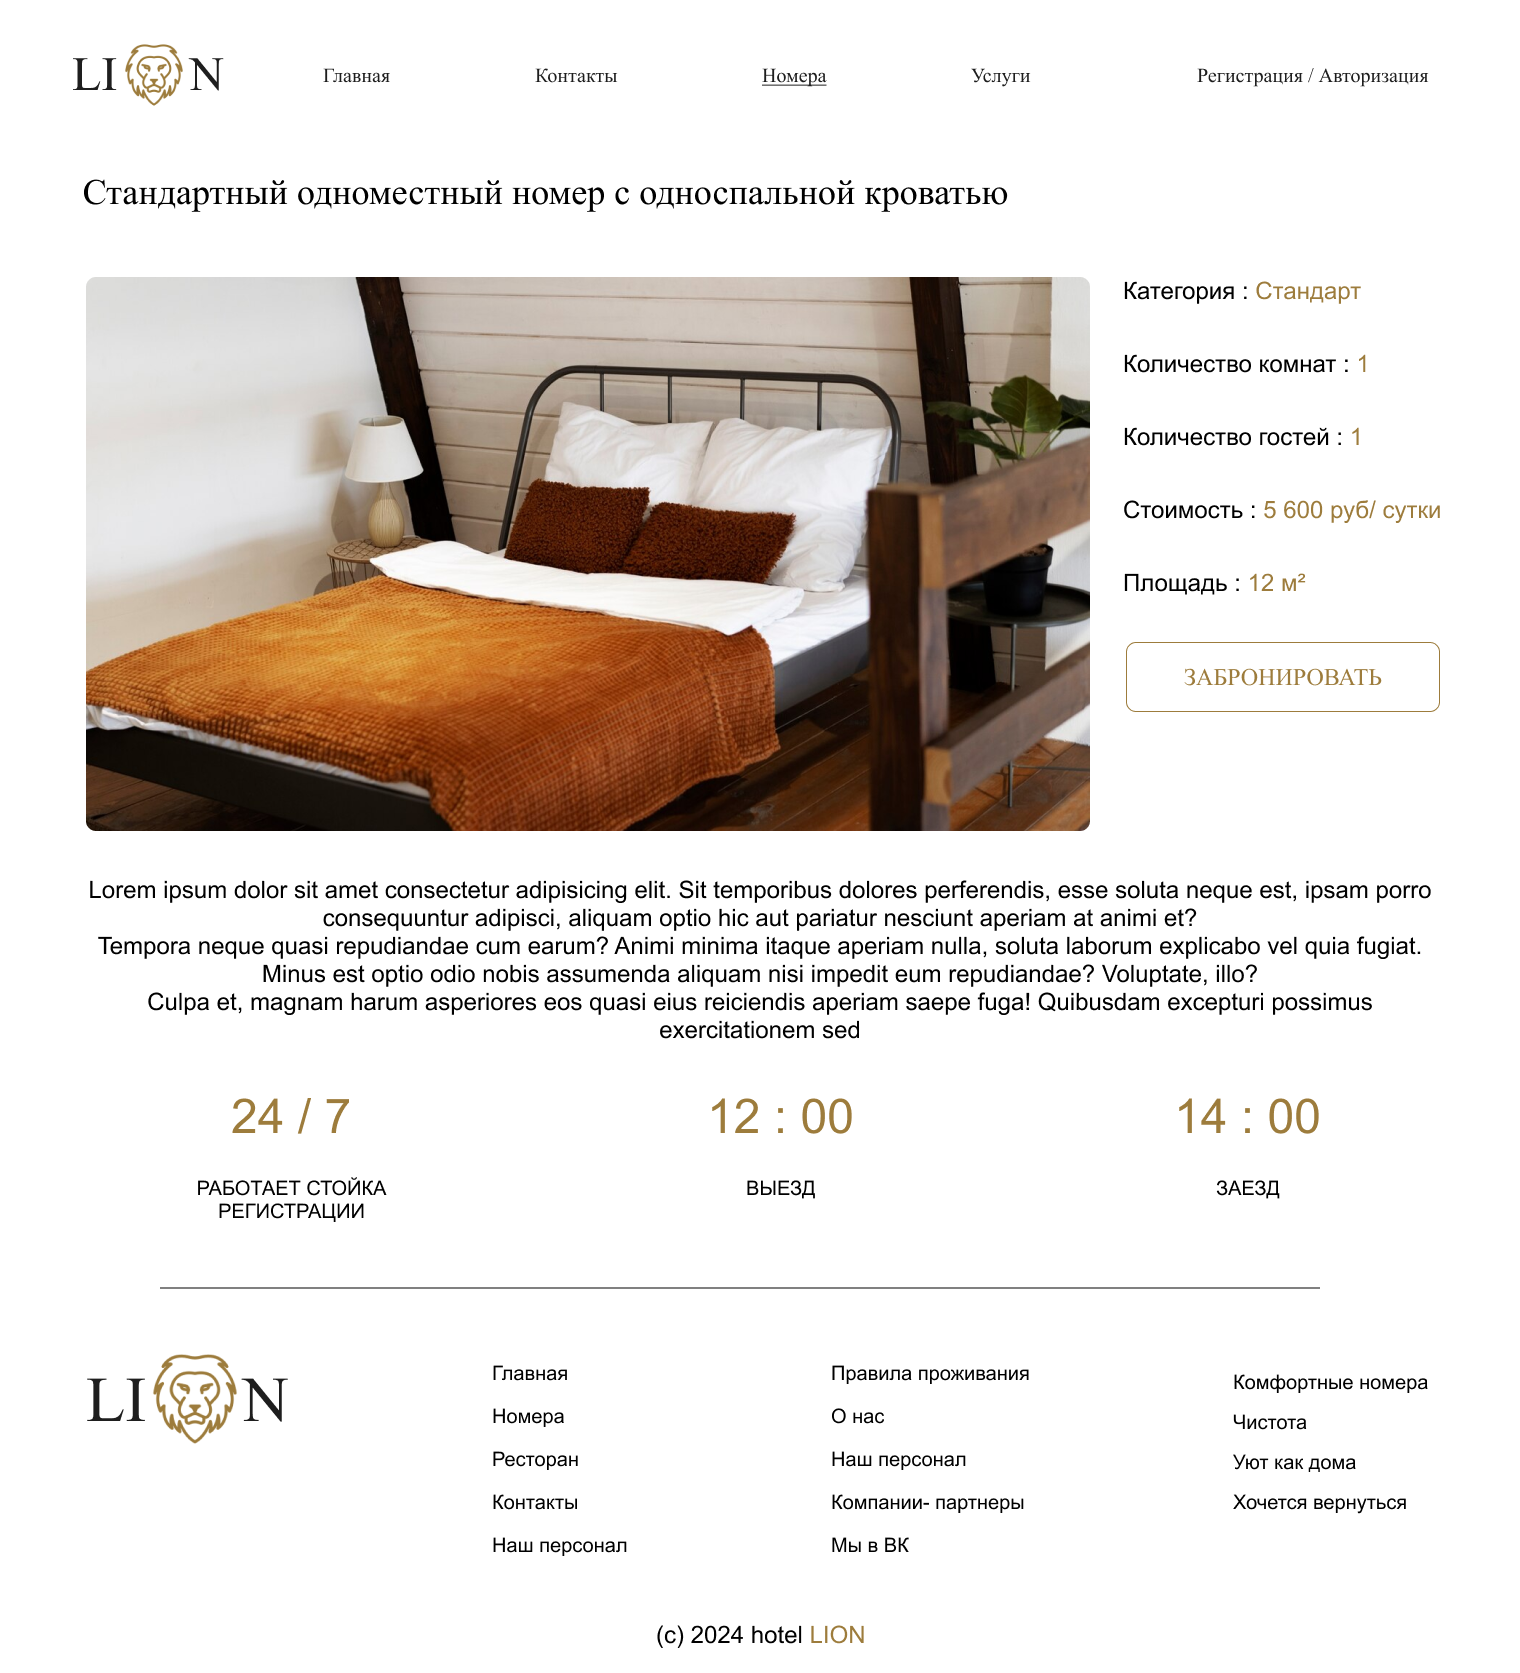 LION
Главная
Контакты
Номера
Услуги
Регистрация / Авторизация
Стандартный одноместный номер с односпальной кроватью
Категория : Стандарт
Количество комнат : 1
Количество гостей : 1
Стоимость : 5 600 руб/ сутки
Площадь : 12 м²
ЗАБРОНИРОВАТЬ
Lorem ipsum dolor sit amet consectetur adipisicing elit. Sit temporibus dolores perferendis, esse soluta neque est, ipsam porro
consequuntur adipisci, aliquam optio hic aut pariatur nesciunt aperiam at animi et?
Tempora neque quasi repudiandae cum earum? Animi minima itaque aperiam nulla, soluta laborum explicabo vel quia fugiat.
Minus est optio odio nobis assumenda aliquam nisi impedit eum repudiandae? Voluptate, illo?
Culpa et, magnam harum asperiores eos quasi eius reiciendis aperiam saepe fuga! Quibusdam excepturi possimus
exercitationem sed
24 / 7
РАБОТАЕТ СТОЙКА
РЕГИСТРАЦИИ
12 : 00
ВЫЕЗД
14 : 00
ЗАЕЗД
LION
Главная
Номера
Ресторан
Контакты
Наш персонал
Правила проживания
О нас
Наш персонал
Компании- партнеры
Мы в ВК
Комфортные номера
Чистота
Уют как дома
Хочется вернуться
(c) 2024 hotel LION